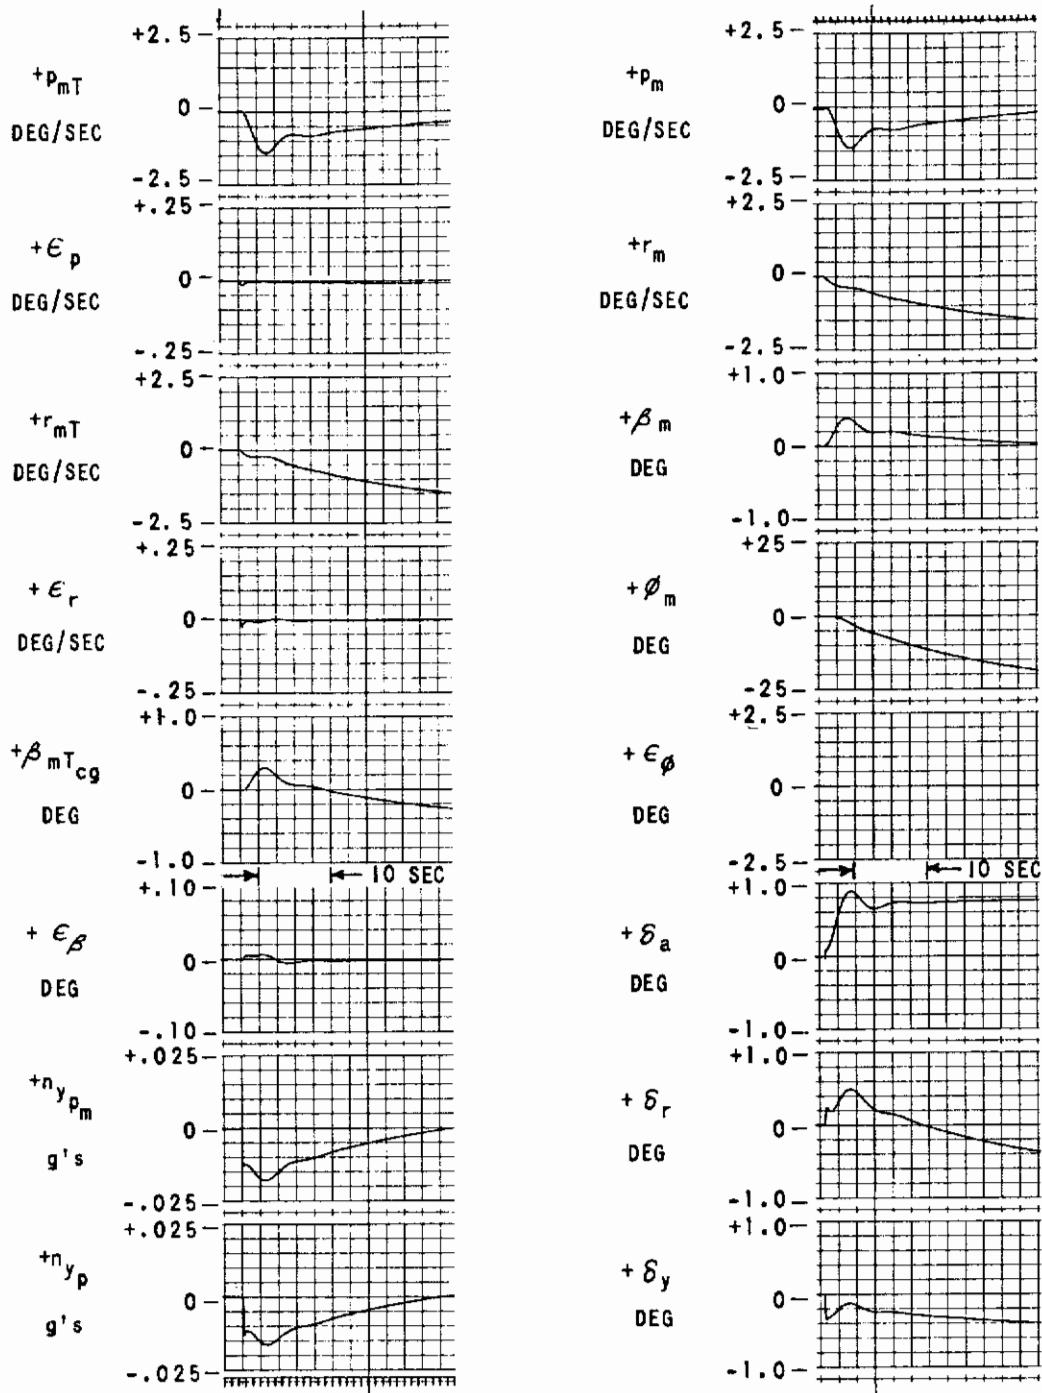 +2.5
+p_mT
0
DEG/SEC
-2.5
+.25
+ϵ_p
0
DEG/SEC
-.25
+2.5
+r_mT
0
DEG/SEC
-2.5
+.25
+ϵ_r
0
DEG/SEC
-.25
+1.0
+β_mT_cg
0
DEG
-1.0
10 SEC
+.10
+ϵ_β
0
DEG
-.10
+.025
+n_y_p_m
0
g's
-.025
+.025
+n_y_p
0
g's
-.025
+2.5
+p_m
0
DEG/SEC
-2.5
+2.5
+r_m
0
DEG/SEC
-2.5
+1.0
+β_m
0
DEG
-1.0
+25
+ø_m
0
DEG
-25
+2.5
+ϵ_ø
0
DEG
-2.5
10 SEC
+1.0
+δ_a
0
DEG
-1.0
+1.0
+δ_r
0
DEG
-1.0
+1.0
+δ_y
0
DEG
-1.0